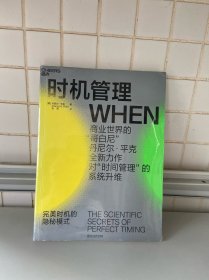 时机管理
WHEN
商业世界的
“哥白尼”
丹尼尔·平克
全新力作
对“时间管理”的
系统升维
完美时机的
隐秘模式
THE SCIENTIFIC
SECRETS OF
PERFECT TIMING